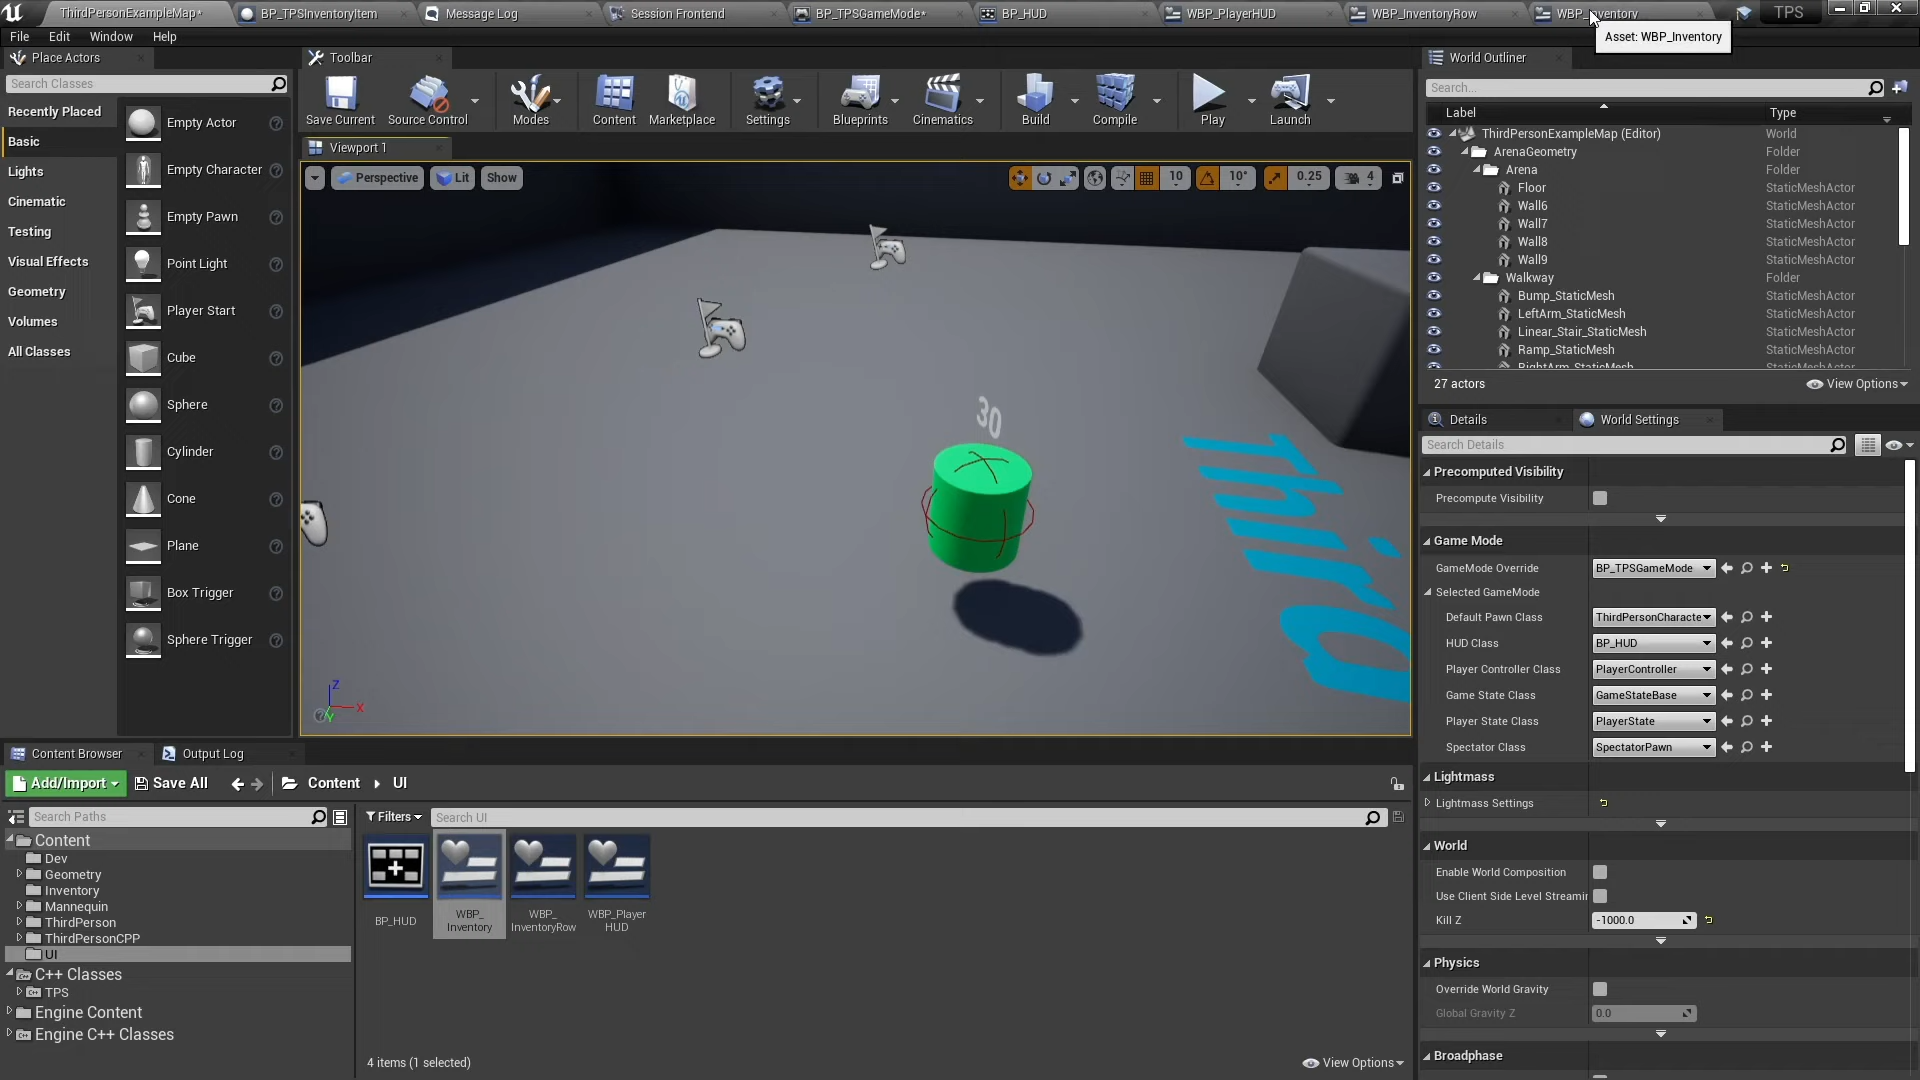 ThirdPersonExampleMap*
BP_TPSInventoryItem
Message Log
Session Frontend
BP_TPSGameMode*
BP_HUD
WBP_PlayerHUD
WBP_InventoryRow
WBP_Inventory
TPS
File
Edit
Window
Help
Asset: WBP_Inventory
Place Actors
Search Classes
Recently Placed
Basic
Lights
Cinematic
Testing
Visual Effects
Geometry
Volumes
All Classes
Empty Actor
Empty Character
Empty Pawn
Point Light
Player Start
Cube
Sphere
Cylinder
Cone
Plane
Box Trigger
Sphere Trigger
Toolbar
Save Current
Source Control
Modes
Content
Marketplace
Settings
Blueprints
Cinematics
Build
Compile
Play
Launch
Viewport 1
Perspective
Lit
Show
10
10°
0.25
4
30
Third
Z
X
Y
World Outliner
Search...
Label
Type
ThirdPersonExampleMap (Editor) World
ArenaGeometry Folder
Arena Folder
Floor StaticMeshActor
Wall6 StaticMeshActor
Wall7 StaticMeshActor
Wall8 StaticMeshActor
Wall9 StaticMeshActor
Walkway Folder
Bump_StaticMesh StaticMeshActor
LeftArm_StaticMesh StaticMeshActor
Linear_Stair_StaticMesh StaticMeshActor
Ramp_StaticMesh StaticMeshActor
RightArm_StaticMesh StaticMeshActor
27 actors
View Options
Details
World Settings
Search Details
Precomputed Visibility
Precompute Visibility
Game Mode
GameMode Override BP_TPSGameMode
Selected GameMode
Default Pawn Class ThirdPersonCharacte
HUD Class BP_HUD
Player Controller Class PlayerController
Game State Class GameStateBase
Player State Class PlayerState
Spectator Class SpectatorPawn
Lightmass
Lightmass Settings
World
Enable World Composition
Use Client Side Level Streamin
Kill Z -1000.0
Physics
Override World Gravity
Global Gravity Z 0.0
Broadphase
Content Browser
Output Log
Add/Import
Save All
Content
UI
Search Paths
Filters
Search UI
Content
Dev
Geometry
Inventory
Mannequin
ThirdPerson
ThirdPersonCPP
UI
C++ Classes
TPS
Engine Content
Engine C++ Classes
BP_HUD
WBP_
Inventory
WBP_
InventoryRow
WBP_Player
HUD
4 items (1 selected)
View Options